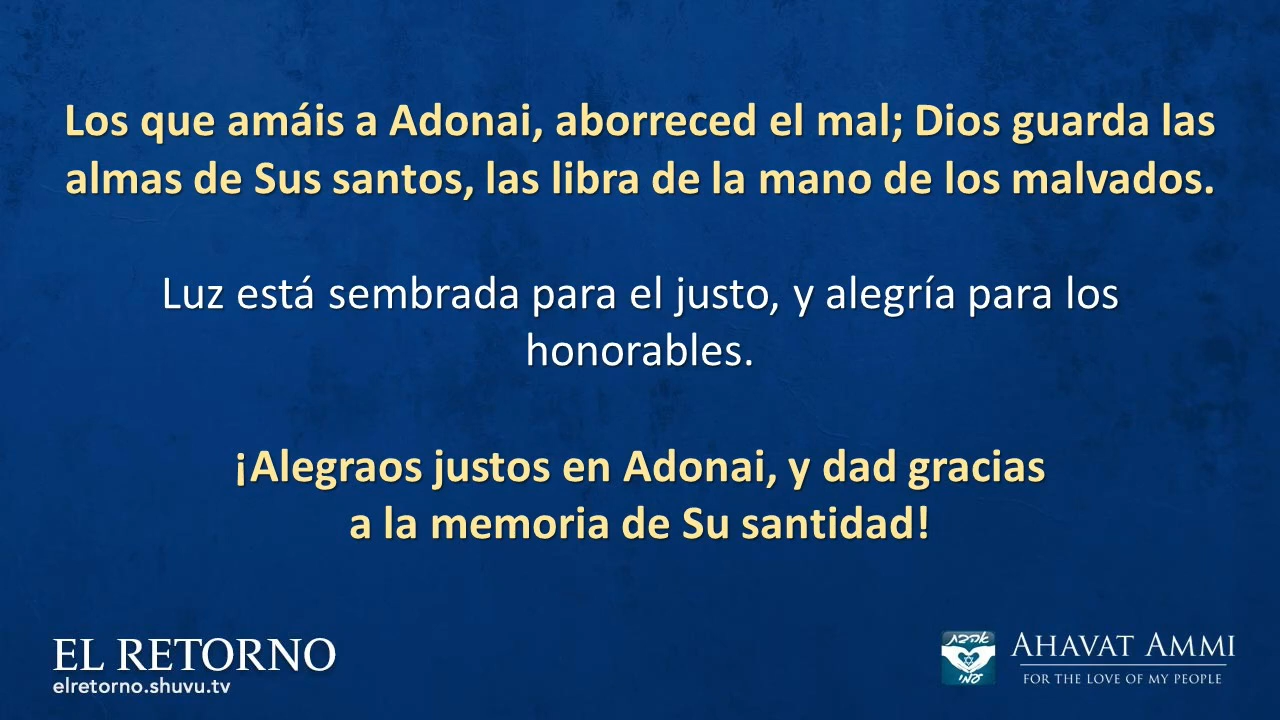 Los que amáis a Adonai, aborreced el mal; Dios guarda las
almas de Sus santos, las libra de la mano de los malvados.
Luz está sembrada para el justo, y alegría para los
honorables.
¡Alegraos justos en Adonai, y dad gracias
a la memoria de Su santidad!
EL RETORNO
elretorno.shuvu.tv
אהבת
עמי
AHAVAT AMMI
FOR THE LOVE OF MY PEOPLE